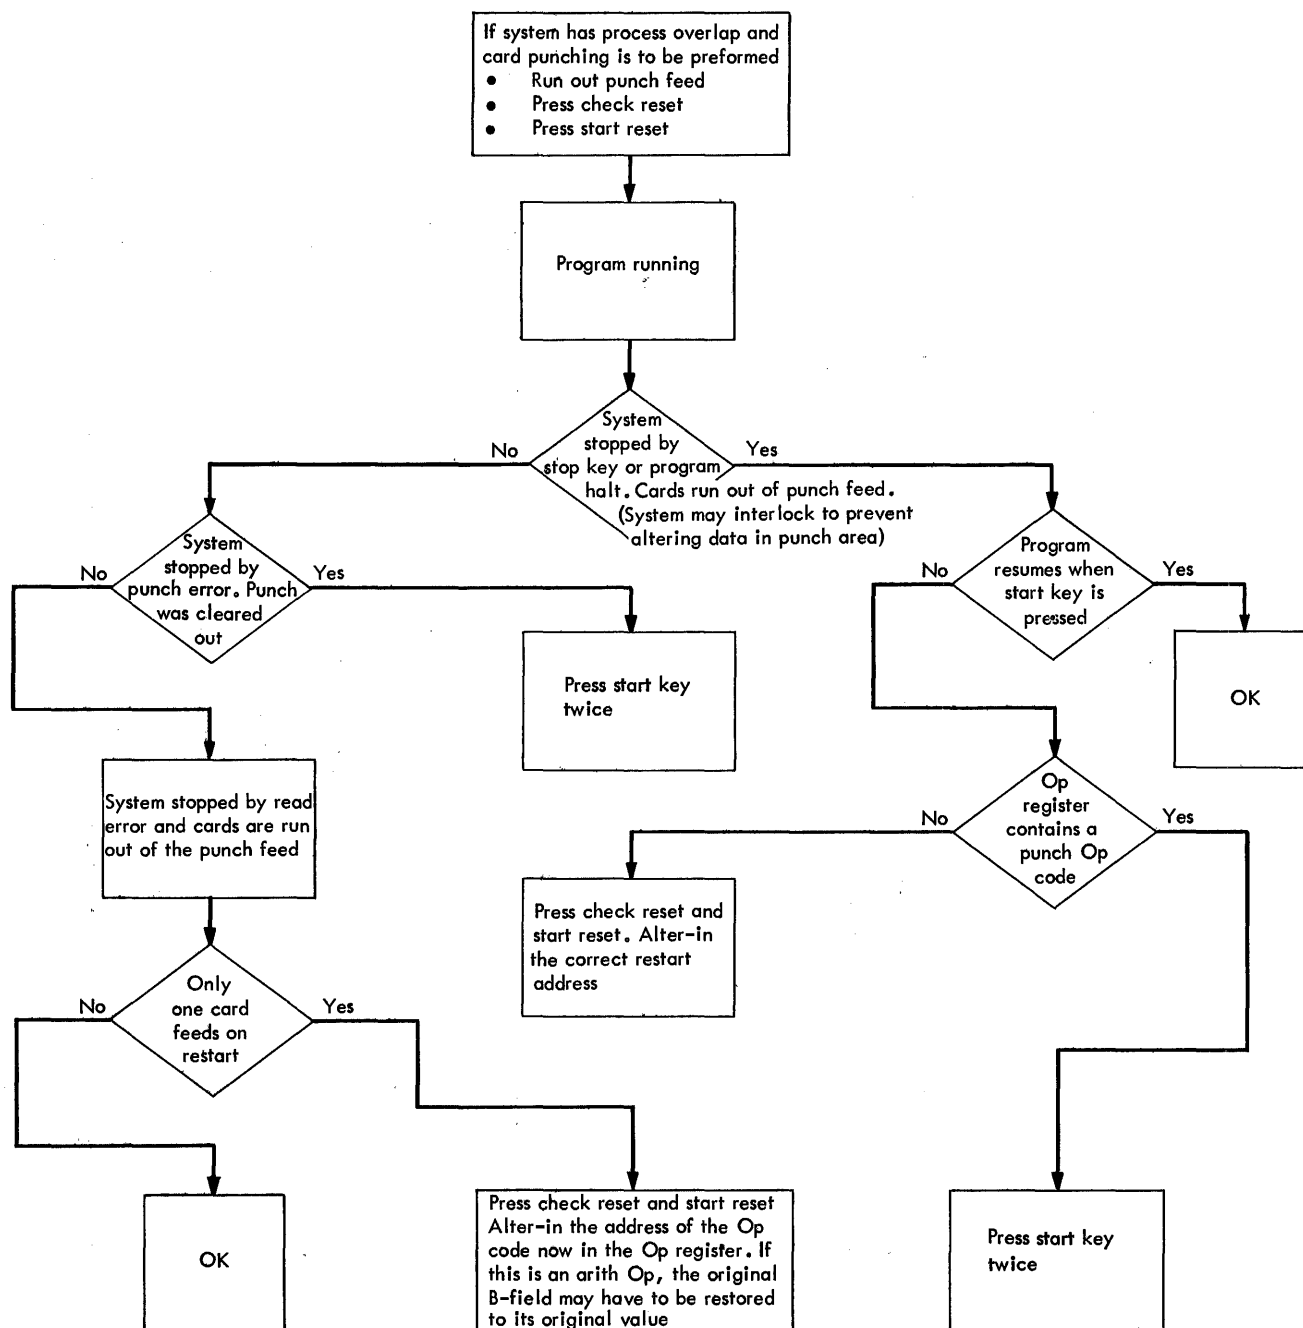 If system has process overlap and
card punching is to be preformed
• Run out punch feed
• Press check reset
• Press start reset
Program running
System
stopped by
stop key or program
halt. Cards run out of punch feed.
(System may interlock to prevent
altering data in punch area)
No
Yes
System
stopped by
punch error. Punch
was cleared
out
No
Yes
Program
resumes when
start key is
pressed
No
Yes
Press start key
twice
OK
System stopped by read
error and cards are run
out of the punch feed
Op
register
contains a
punch Op
code
No
Yes
Press check reset and
start reset. Alter-in
the correct restart
address
Only
one card
feeds on
restart
No
Yes
OK
Press check reset and start reset
Alter-in the address of the Op
code now in the Op register. If
this is an arith Op, the original
B-field may have to be restored
to its original value
Press start key
twice